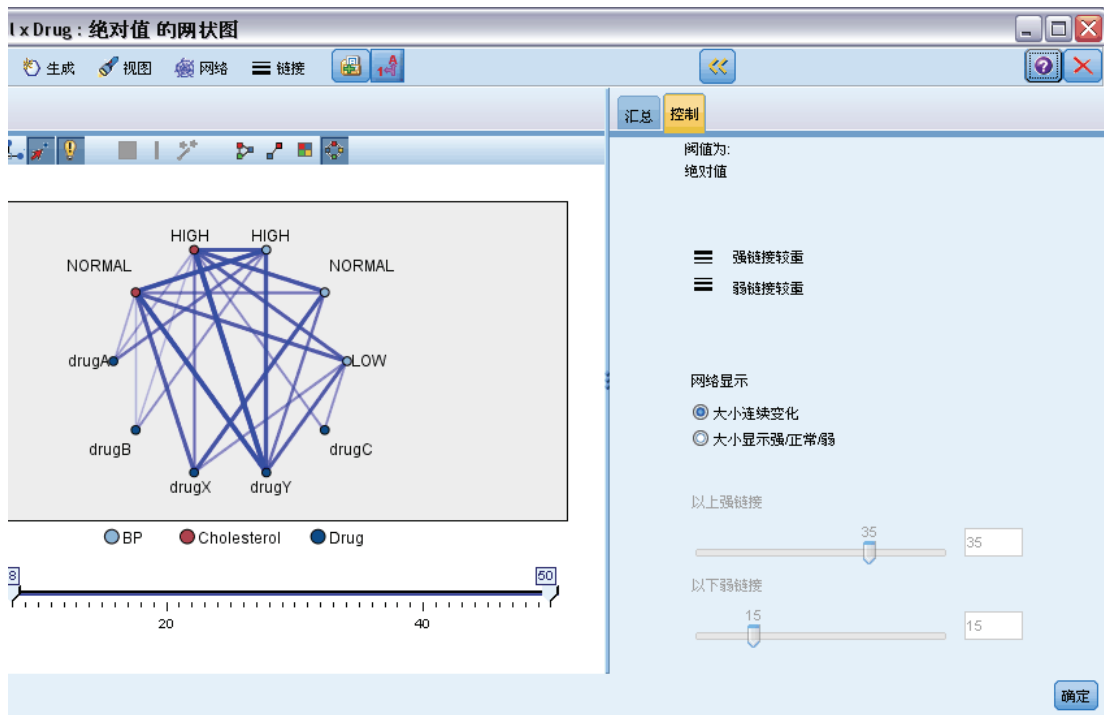 l x Drug : 绝对值 的网状图
生成 视图 网络 链接
汇总 控制
阈值为:
绝对值
强链接较重
弱链接较重
网络显示
大小连续变化
大小显示强/正常/弱
以上强链接
35 35
以下弱链接
15 15
确定
HIGH HIGH
NORMAL NORMAL
drugA LOW
drugB drugC
drugX drugY
BP Cholesterol Drug
8 50
20 40